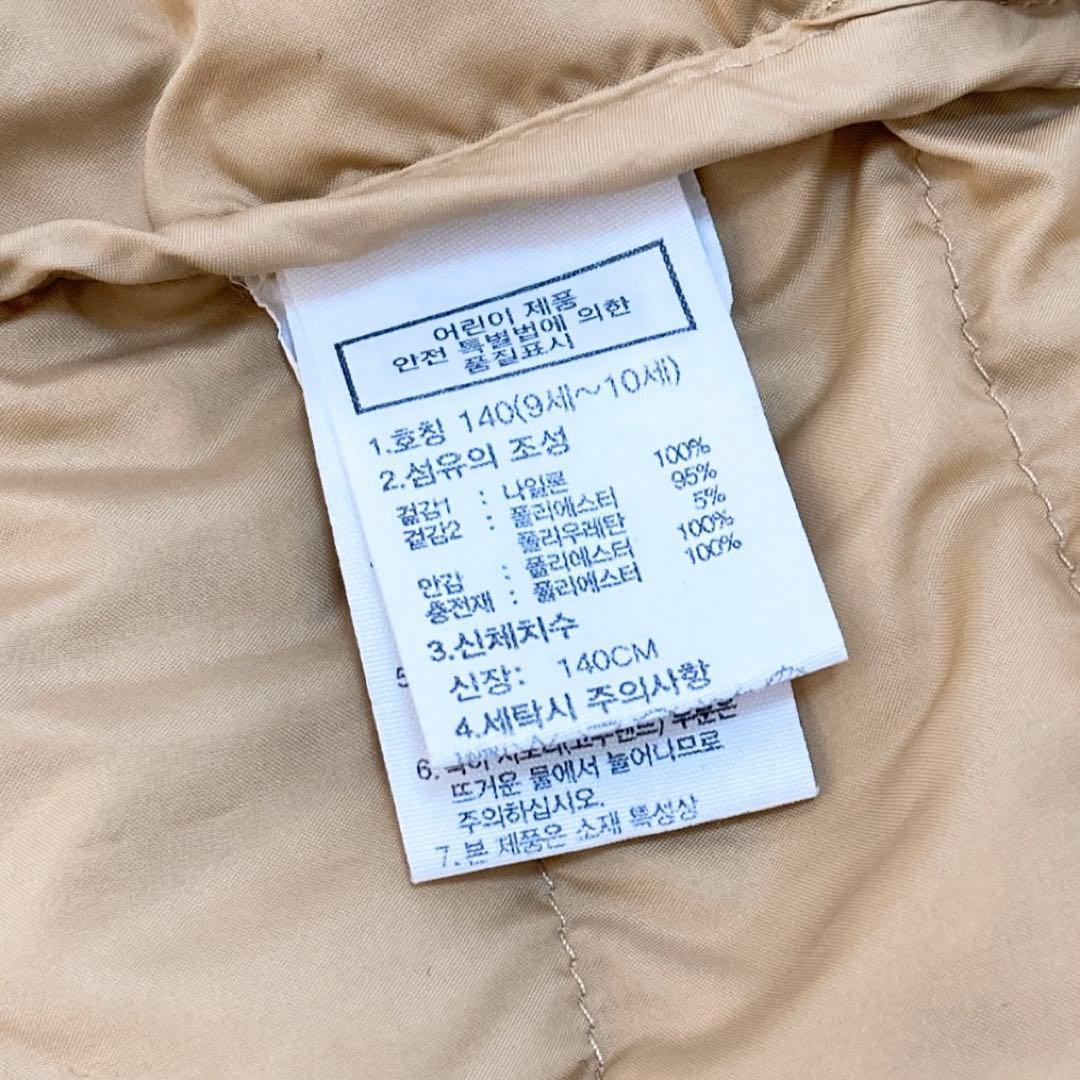 어린이 제품
안전 특별법에 의한
품질표시
1.호칭 140(9세~10세)
2.섬유의 조성
겉감1 : 나일론 100%
겉감2 : 폴리에스터 95%
폴리우레탄 5%
안감 : 폴리에스터 100%
충전재 : 폴리에스터 100%
3.신체치수
신장: 140CM
4.세탁시 주의사항
5
6.
뜨거운 물에서 늘어나므로
주의하십시오.
7.본 제품은 소재 특성상